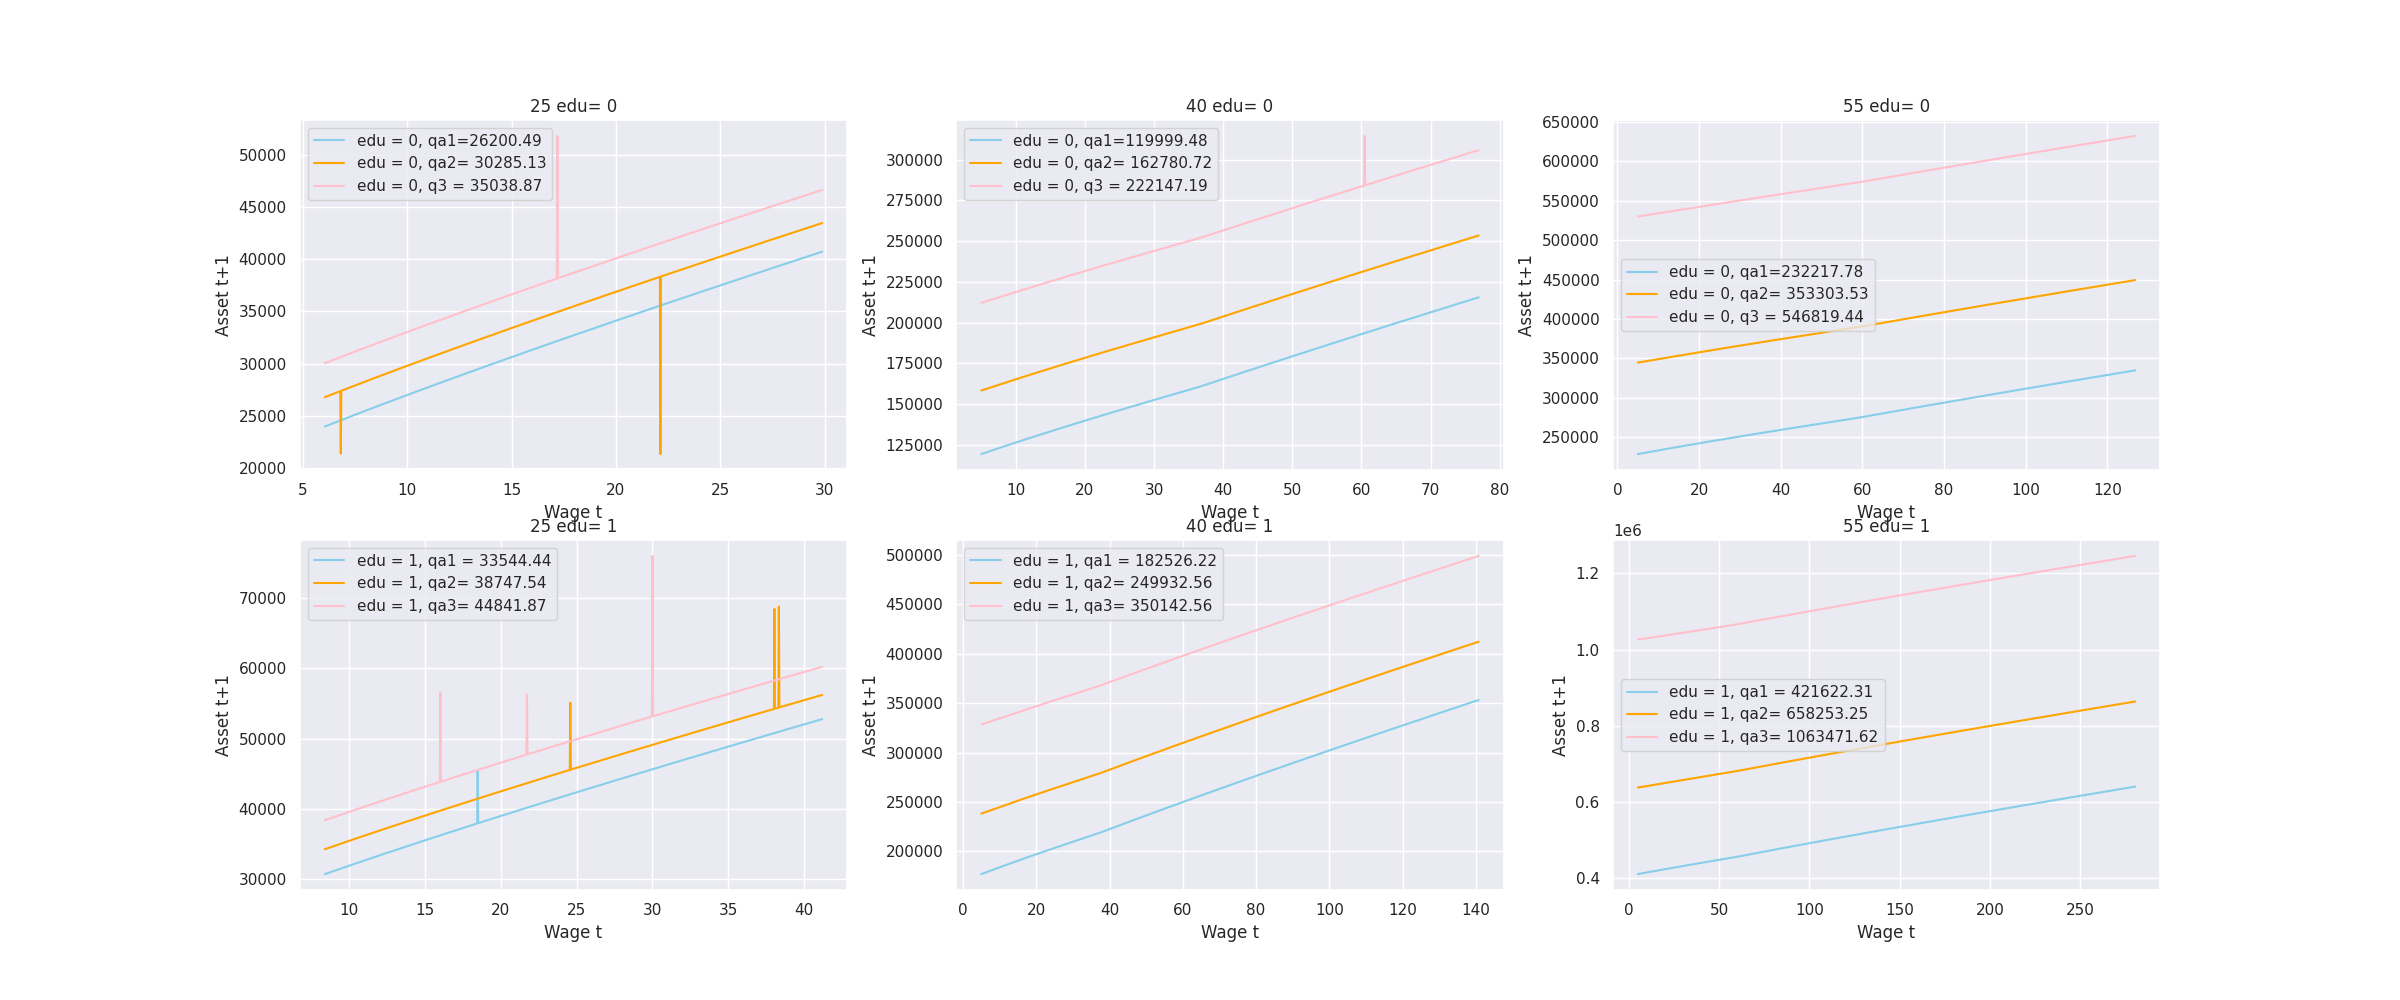 25 edu= 0
edu = 0, qa1=26200.49
edu = 0, qa2= 30285.13
edu = 0, q3 = 35038.87
50000
45000
40000
35000
30000
25000
20000
Asset t+1
5 10 15 20 25 30
Wage t
40 edu= 0
edu = 0, qa1=119999.48
edu = 0, qa2= 162780.72
edu = 0, q3 = 222147.19
300000
275000
250000
225000
200000
175000
150000
125000
Asset t+1
10 20 30 40 50 60 70 80
Wage t
55 edu= 0
edu = 0, qa1=232217.78
edu = 0, qa2= 353303.53
edu = 0, q3 = 546819.44
650000
600000
550000
500000
450000
400000
350000
300000
250000
Asset t+1
0 20 40 60 80 100 120
Wage t
25 edu= 1
edu = 1, qa1 = 33544.44
edu = 1, qa2= 38747.54
edu = 1, qa3= 44841.87
70000
60000
50000
40000
30000
Asset t+1
10 15 20 25 30 35 40
Wage t
40 edu= 1
edu = 1, qa1 = 182526.22
edu = 1, qa2= 249932.56
edu = 1, qa3= 350142.56
500000
450000
400000
350000
300000
250000
200000
Asset t+1
0 20 40 60 80 100 120 140
Wage t
55 edu= 1
1e6
edu = 1, qa1 = 421622.31
edu = 1, qa2= 658253.25
edu = 1, qa3= 1063471.62
1.2
1.0
0.8
0.6
0.4
Asset t+1
0 50 100 150 200 250
Wage t